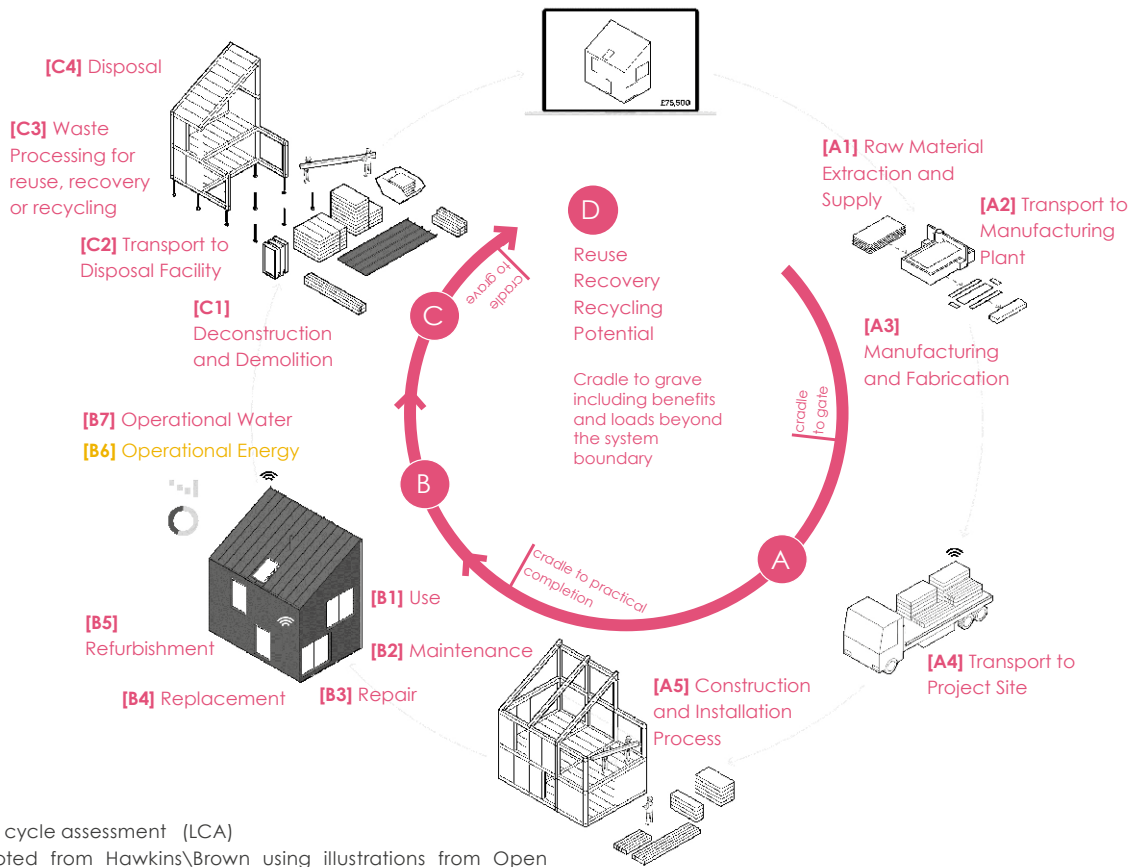 £75,500
[C4] Disposal
[C3] Waste
Processing for
reuse, recovery
or recycling
[C2] Transport to
Disposal Facility
[C1]
Deconstruction
and Demolition
[A1] Raw Material
Extraction and
Supply
[A2] Transport to
Manufacturing
Plant
[A3]
Manufacturing
and Fabrication
D
Reuse
Recovery
Recycling
Potential
Cradle to grave
including benefits
and loads beyond
the system
boundary
cradle
to grave
C
cradle
to gate
[B7] Operational Water
[B6] Operational Energy
B
A
cradle to practical
completion
[B1] Use
[B2] Maintenance
[B3] Repair
[B4] Replacement
[B5]
Refurbishment
[A5] Construction
and Installation
Process
[A4] Transport to
Project Site
cycle assessment (LCA)
from Hawkins\Brown using illustrations from Open